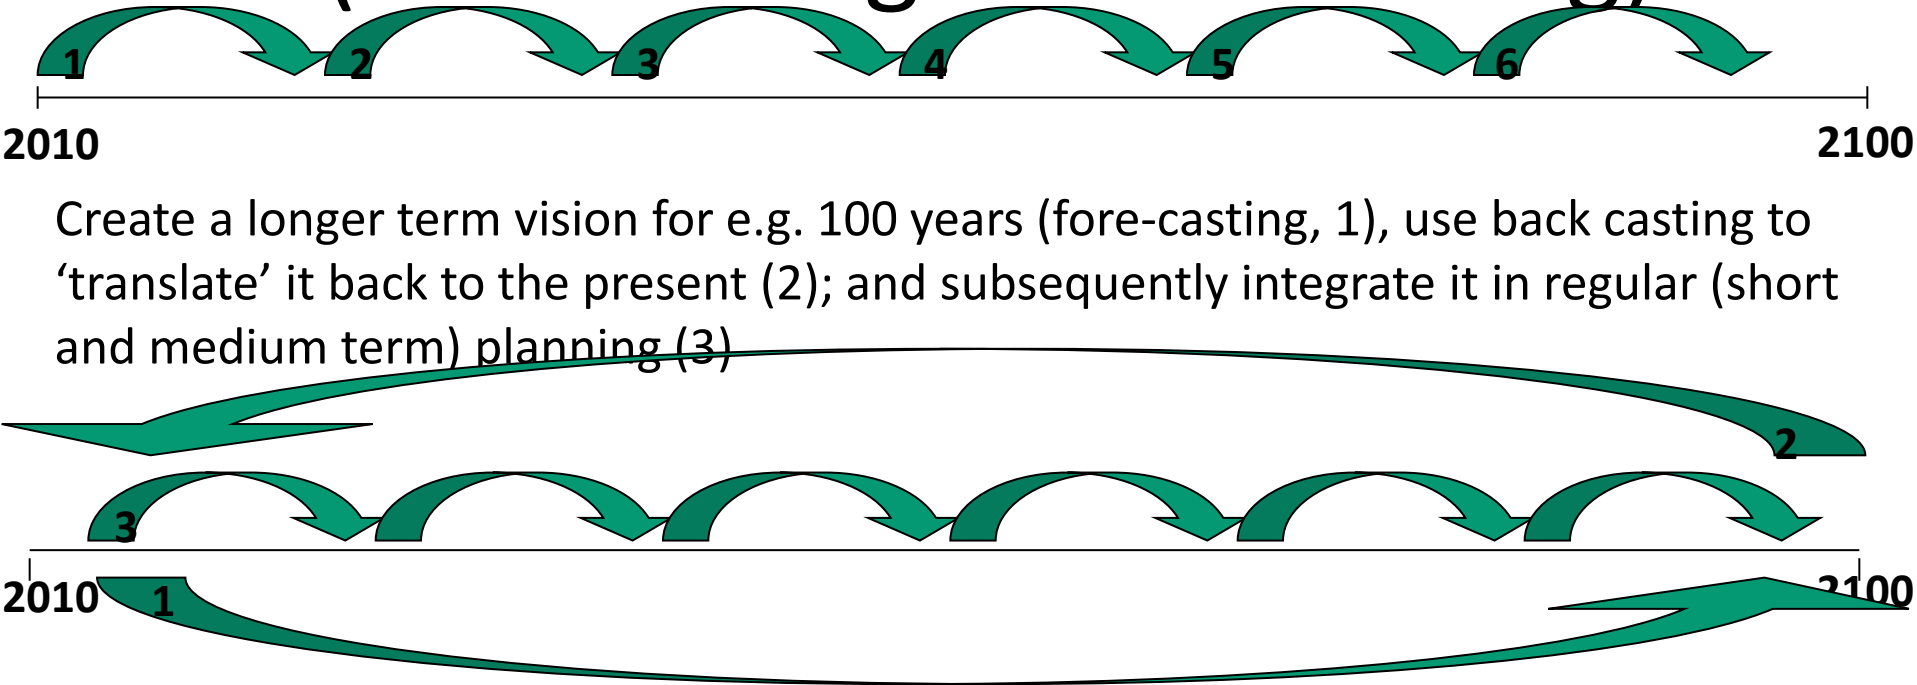 1 2 3 4 5 6
2010 2100
Create a longer term vision for e.g. 100 years (fore-casting, 1), use back casting to
‘translate’ it back to the present (2); and subsequently integrate it in regular (short
and medium term) planning (3)
2
3
2010 1 2100